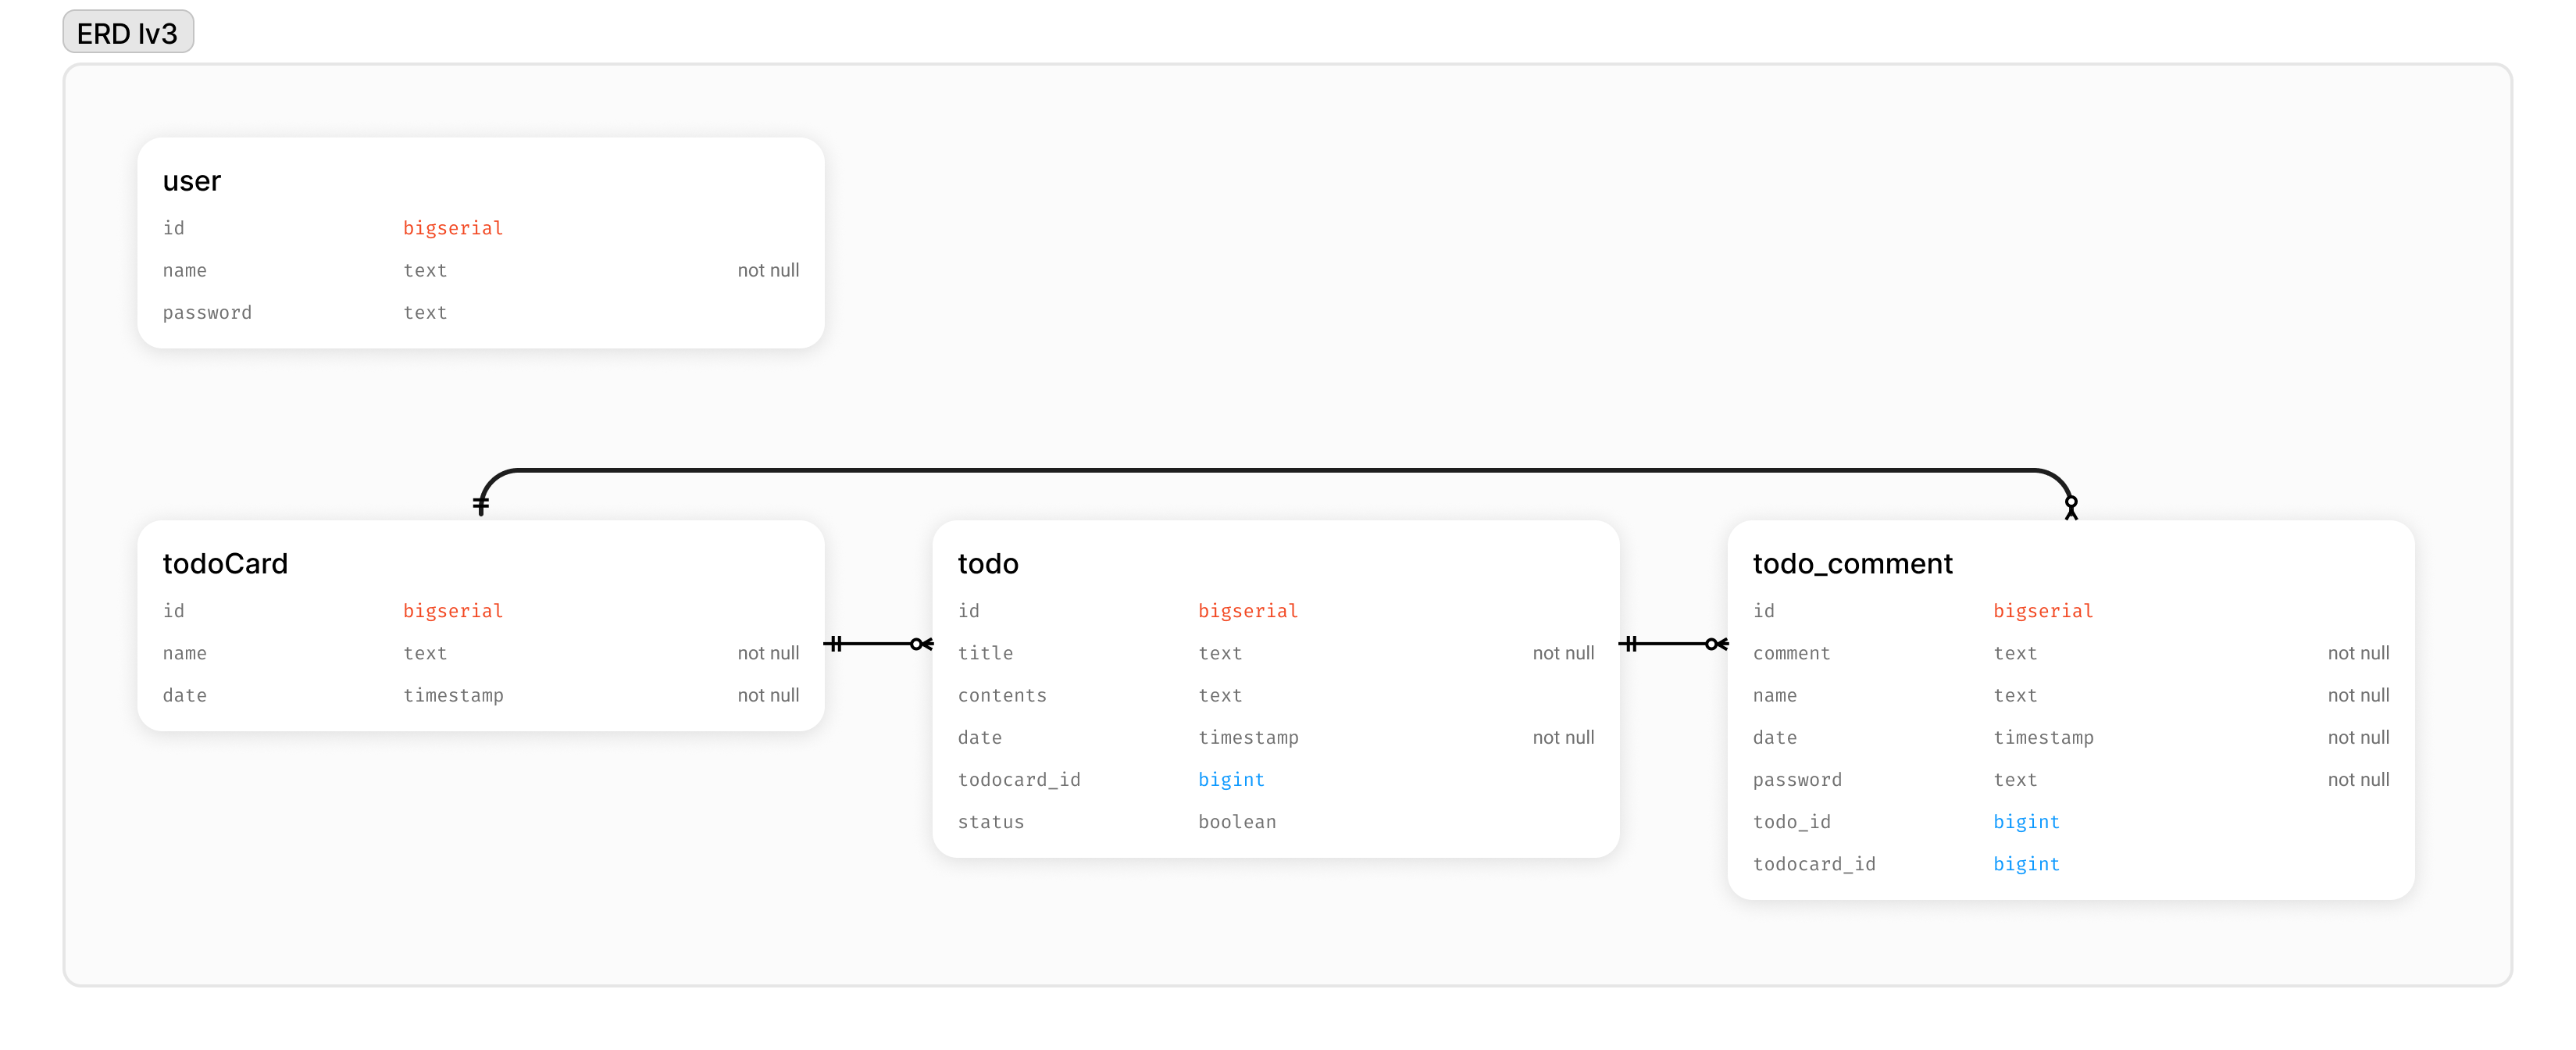 ERD lv3
user
id bigserial
name text not null
password text
todoCard
id bigserial
name text not null
date timestamp not null
todo
id bigserial
title text not null
contents text
date timestamp not null
todocard_id bigint
status boolean
todo_comment
id bigserial
comment text not null
name text not null
date timestamp not null
password text not null
todo_id bigint
todocard_id bigint